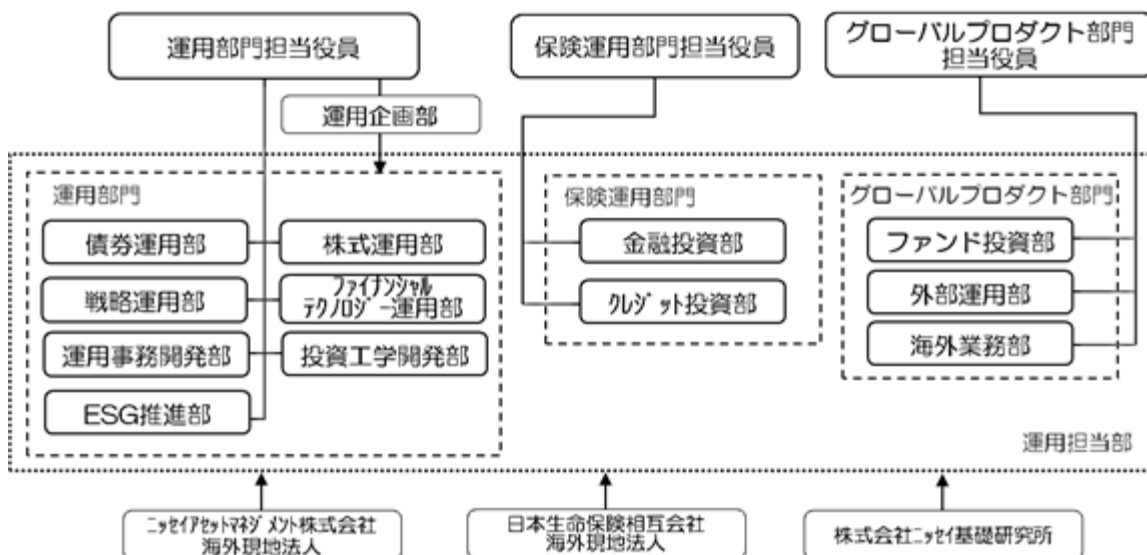 運用部門担当役員
保険運用部門担当役員
グローバルプロダクト部門
担当役員
運用企画部
運用部門
債券運用部
株式運用部
戦略運用部
ファイナンシャル
テクノロジー運用部
運用事務開発部
投資工学開発部
ESG推進部
保険運用部門
金融投資部
クレジット投資部
グローバルプロダクト部門
ファンド投資部
外部運用部
海外業務部
運用担当部
ニッセイアセットマネジメント株式会社
海外現地法人
日本生命保険相互会社
海外現地法人
株式会社ニッセイ基礎研究所